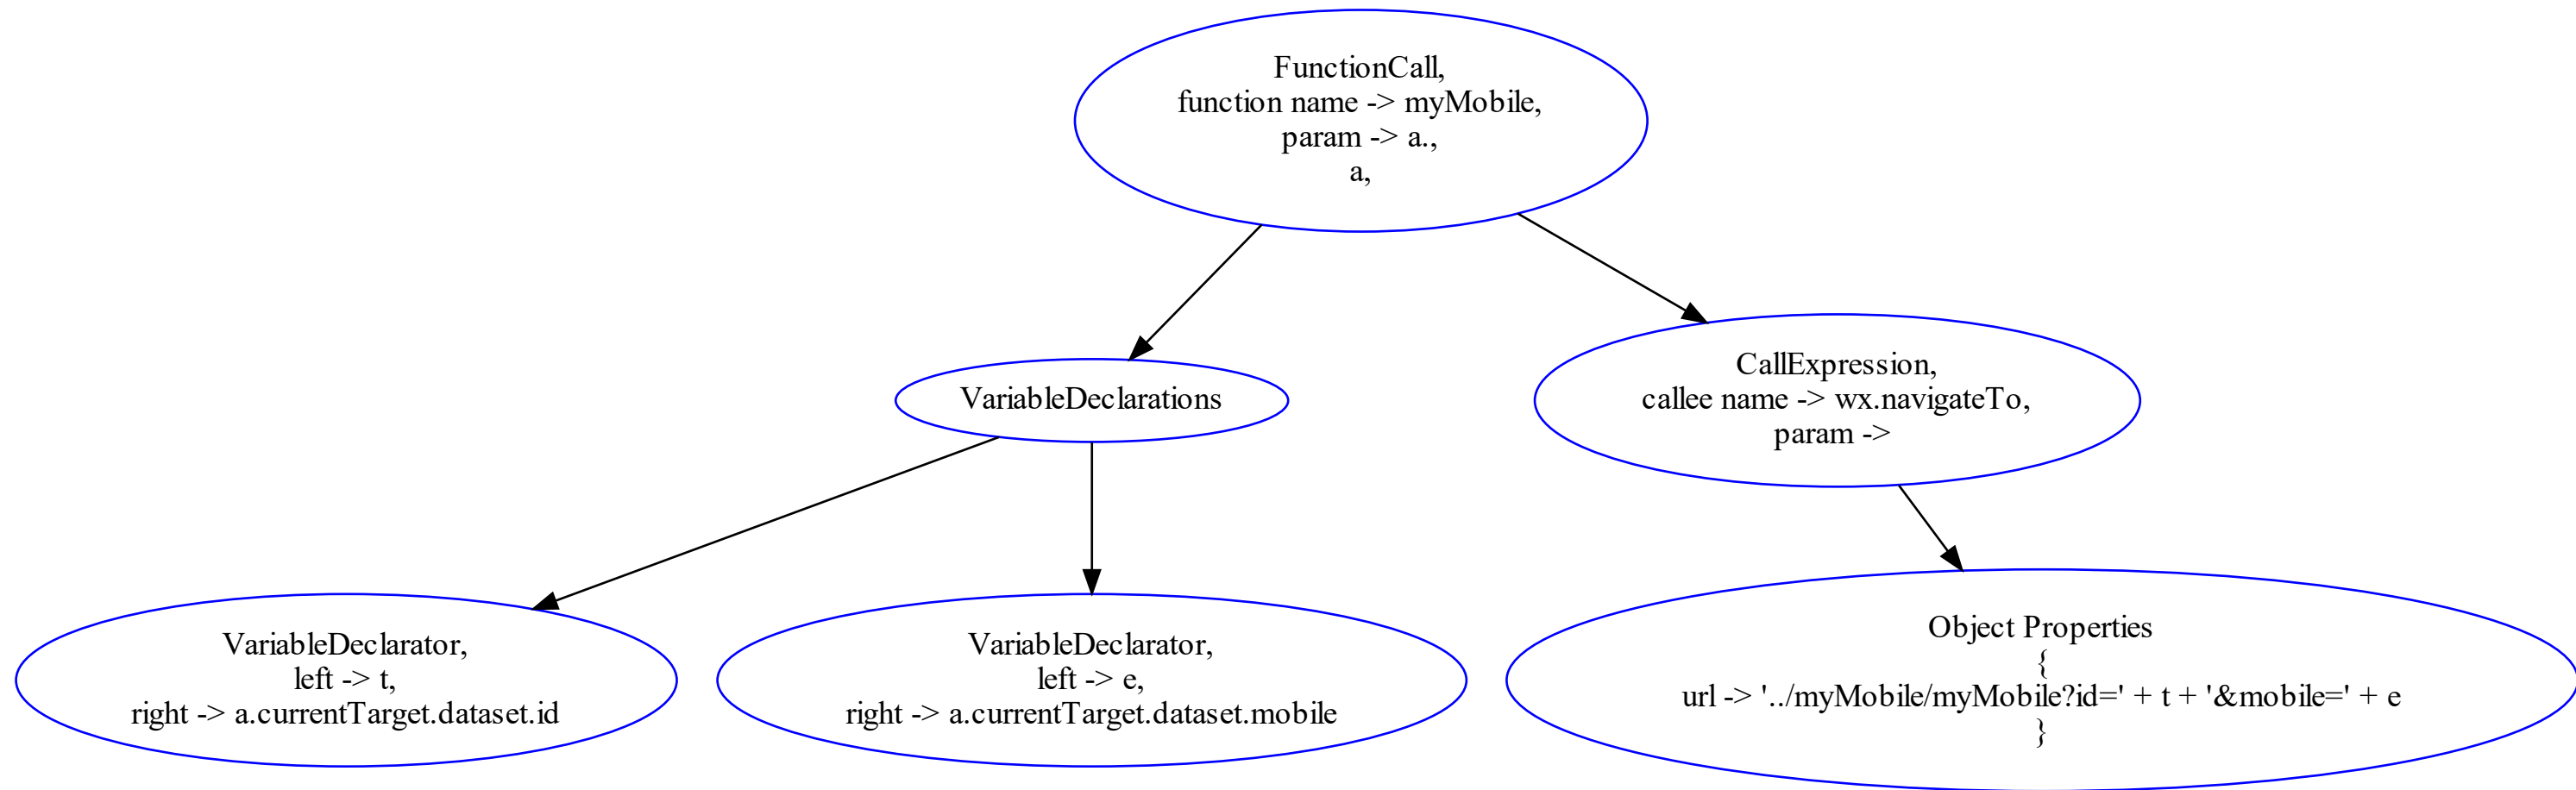 FunctionCall,
function name -> myMobile,
param -> a.,
a,
VariableDeclarations
CallExpression,
callee name -> wx.navigateTo,
param ->
VariableDeclarator,
left -> t,
right -> a.currentTarget.dataset.id
VariableDeclarator,
left -> e,
right -> a.currentTarget.dataset.mobile
Object Properties
{
url -> '../myMobile/myMobile?id=' + t + '&mobile=' + e
}